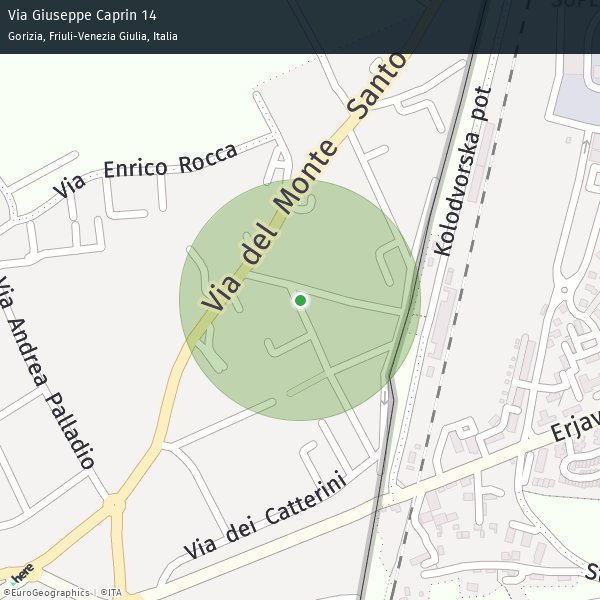 Via Giuseppe Caprin 14
Gorizia, Friuli-Venezia Giulia, Italia
Via Enrico Rocca
Via del Monte Santo
Kolodvorska pot
Via Andrea Palladio
Erjav
Via dei Catterini
here
©EuroGeographics | ©ITA